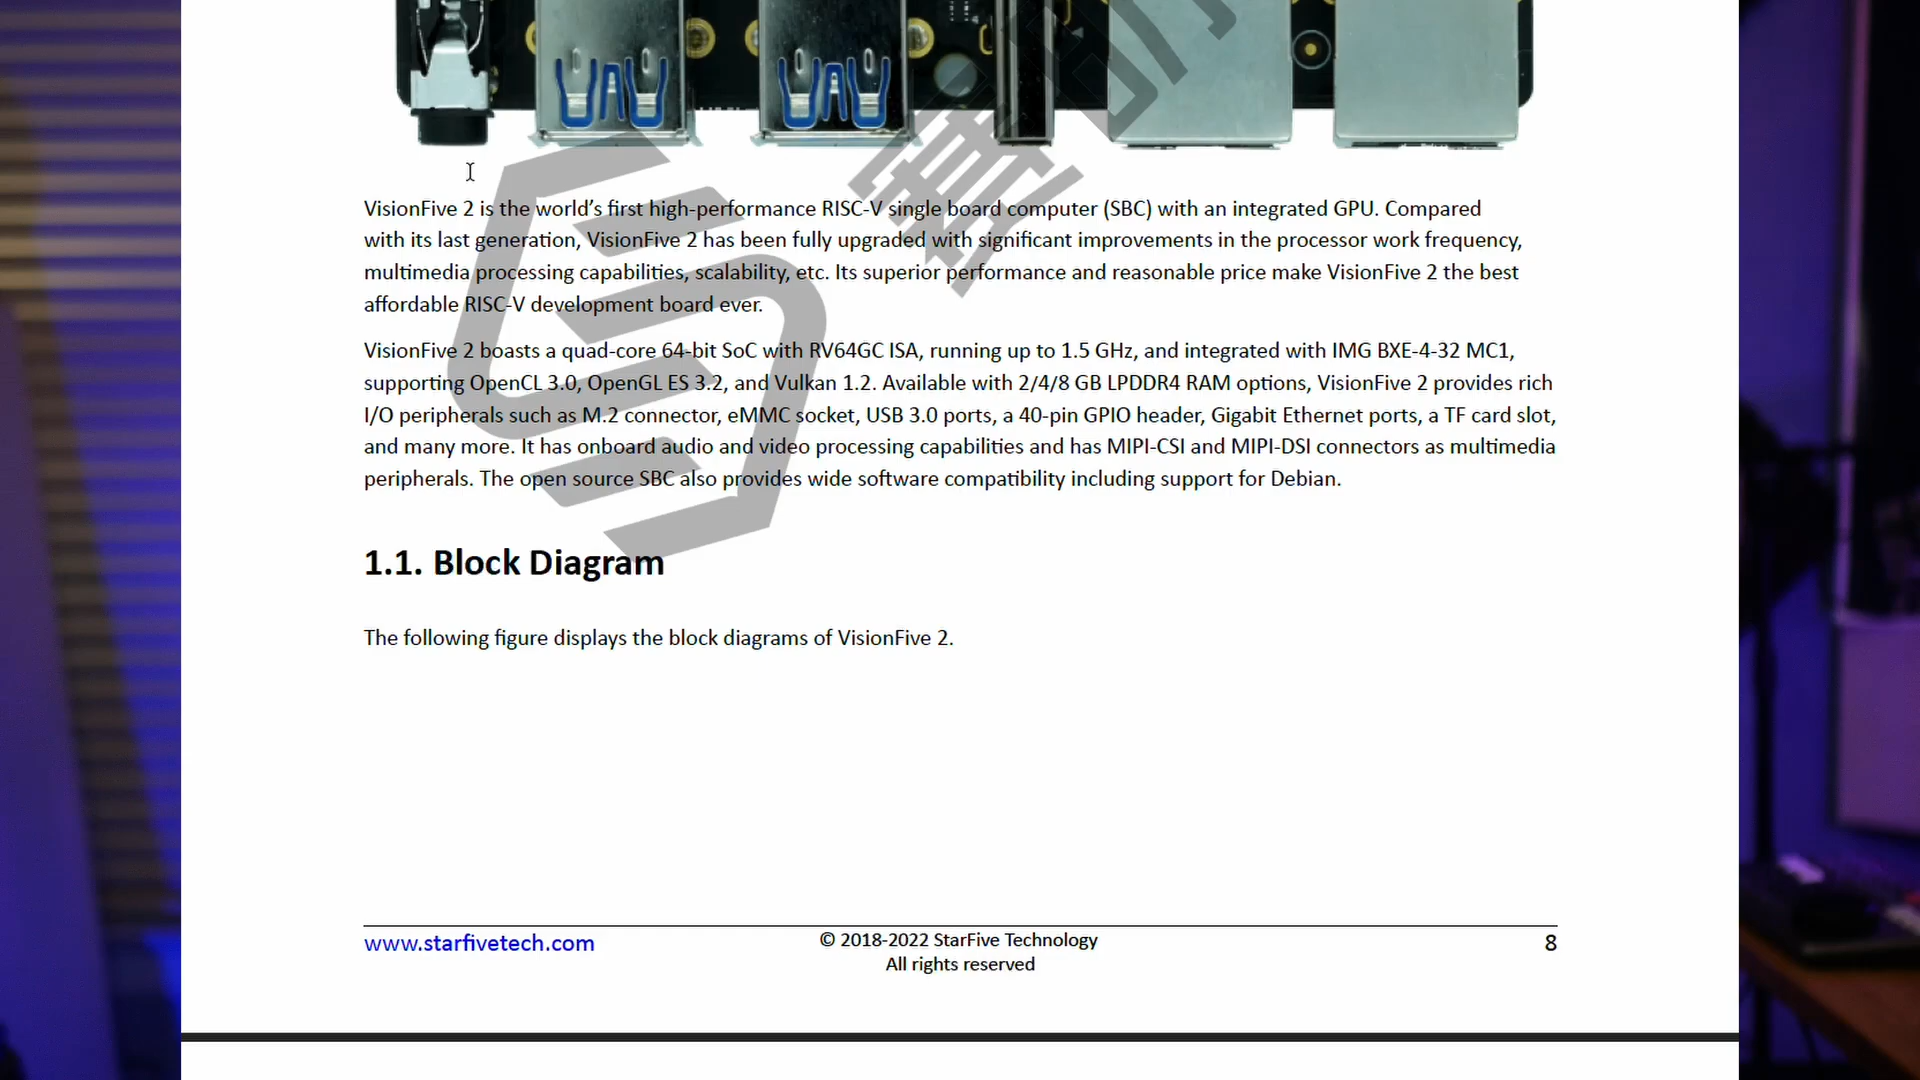 VisionFive 2 is the world’s first high-performance RISC-V single board computer (SBC) with an integrated GPU. Compared
with its last generation, VisionFive 2 has been fully upgraded with significant improvements in the processor work frequency,
multimedia processing capabilities, scalability, etc. Its superior performance and reasonable price make VisionFive 2 the best
affordable RISC-V development board ever.
VisionFive 2 boasts a quad-core 64-bit SoC with RV64GC ISA, running up to 1.5 GHz, and integrated with IMG BXE-4-32 MC1,
supporting OpenCL 3.0, OpenGL ES 3.2, and Vulkan 1.2. Available with 2/4/8 GB LPDDR4 RAM options, VisionFive 2 provides rich
I/O peripherals such as M.2 connector, eMMC socket, USB 3.0 ports, a 40-pin GPIO header, Gigabit Ethernet ports, a TF card slot,
and many more. It has onboard audio and video processing capabilities and has MIPI-CSI and MIPI-DSI connectors as multimedia
peripherals. The open source SBC also provides wide software compatibility including support for Debian.
1.1. Block Diagram
The following figure displays the block diagrams of VisionFive 2.
www.starfivetech.com
© 2018-2022 StarFive Technology
All rights reserved
8